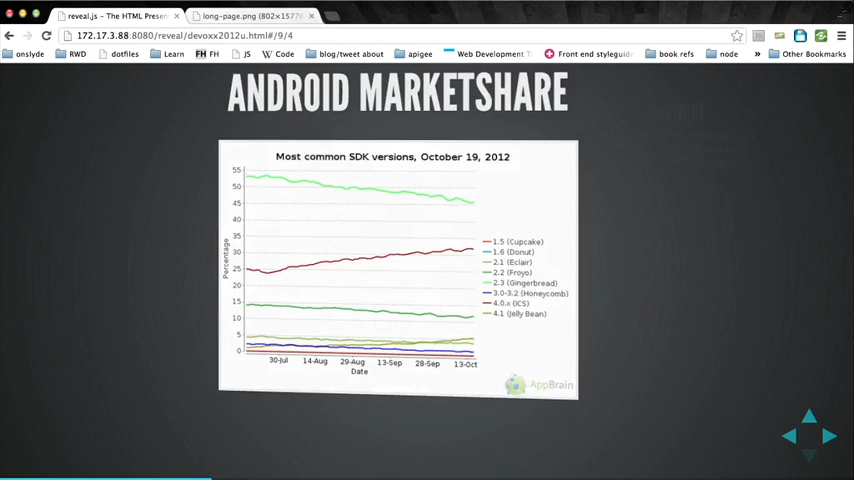 reveal.js - The HTML Presen
long-page.png (802×1577
172.17.3.88:8080/reveal/devoxx2012u.html#/9/4
onslyde
RWD
dotfiles
Learn
FH FH
JS
Code
blog/tweet about
apigee
Web Development T
Front end styleguid
book refs
node
»
Other Bookmarks
ANDROID MARKETSHARE
Most common SDK versions, October 19, 2012
55
50
45
40
35
30
25
20
15
10
5
0
Percentage
30-Jul
14-Aug
29-Aug
13-Sep
28-Sep
13-Oct
Date
1.5 (Cupcake)
1.6 (Donut)
2.1 (Eclair)
2.2 (Froyo)
2.3 (Gingerbread)
3.0-3.2 (Honeycomb)
4.0.x (ICS)
4.1 (Jelly Bean)
AppBrain